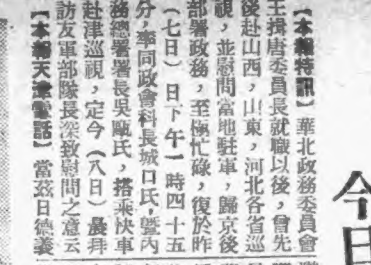 今日
【本報特訊】華北政務委員會
王揖唐委員長就職以後，曾先
後赴山西，山東，河北各省巡
視，並慰問當地駐軍，歸京後
部署政務，至極忙碌，復於昨
（七日）日下午一時四十五
分，率同政會科長城口氏，暨內
務總署署長吳甌氏，搭乘快車
赴津巡視，定今（八日）晨拜
訪友軍部隊長深致慰問之意云
【本報天津電話】當茲日德義